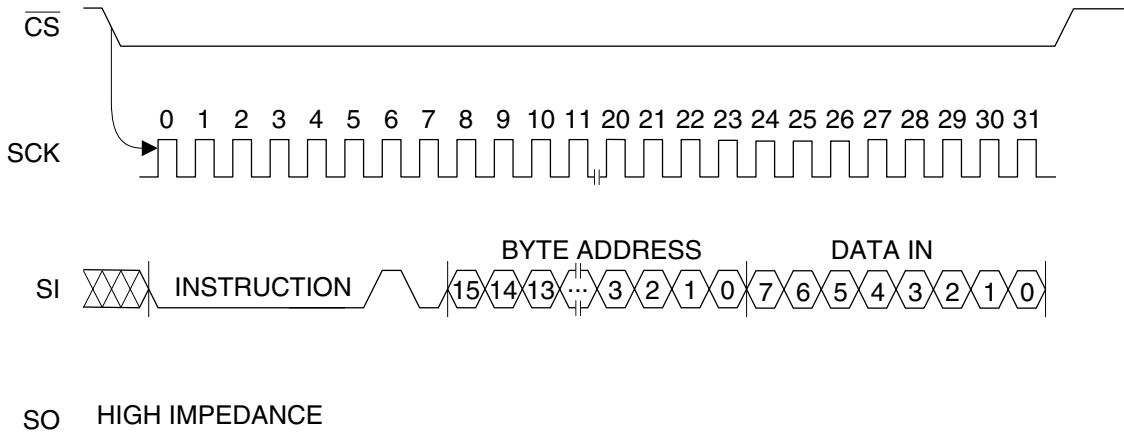 CS
0 1 2 3 4 5 6 7 8 9 10 11 20 21 22 23 24 25 26 27 28 29 30 31
SCK
BYTE ADDRESS DATA IN
SI INSTRUCTION 15 14 13 ... 3 2 1 0 7 6 5 4 3 2 1 0
SO HIGH IMPEDANCE